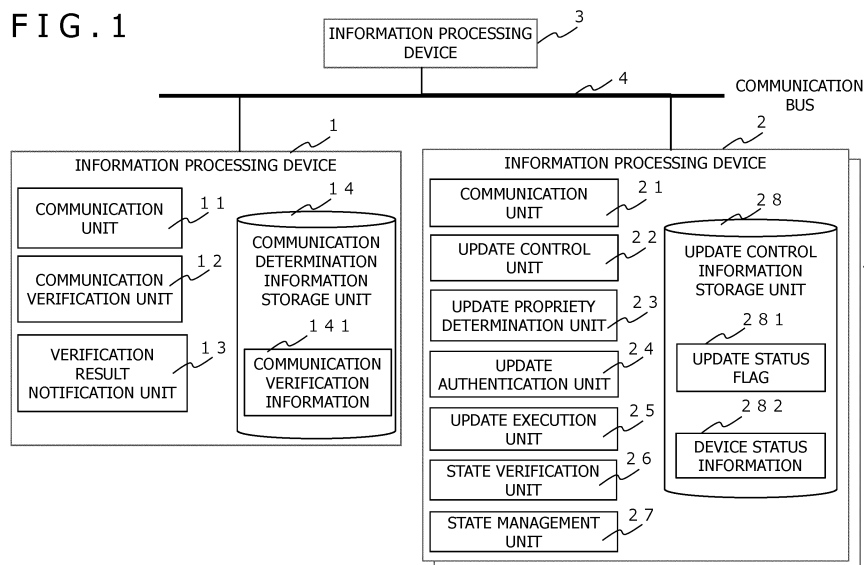 FIG.1
INFORMATION PROCESSING
DEVICE
3
4
COMMUNICATION
BUS
1
INFORMATION PROCESSING DEVICE
COMMUNICATION
UNIT
11
COMMUNICATION
VERIFICATION UNIT
12
VERIFICATION
RESULT
NOTIFICATION UNIT
13
14
COMMUNICATION
DETERMINATION
INFORMATION
STORAGE UNIT
141
COMMUNICATION
VERIFICATION
INFORMATION
2
INFORMATION PROCESSING DEVICE
COMMUNICATION
UNIT
21
UPDATE CONTROL
UNIT
22
UPDATE PROPRIETY
DETERMINATION UNIT
23
UPDATE
AUTHENTICATION UNIT
24
UPDATE EXECUTION
UNIT
25
STATE VERIFICATION
UNIT
26
STATE MANAGEMENT
UNIT
27
28
UPDATE CONTROL
INFORMATION
STORAGE UNIT
281
UPDATE STATUS
FLAG
282
DEVICE STATUS
INFORMATION